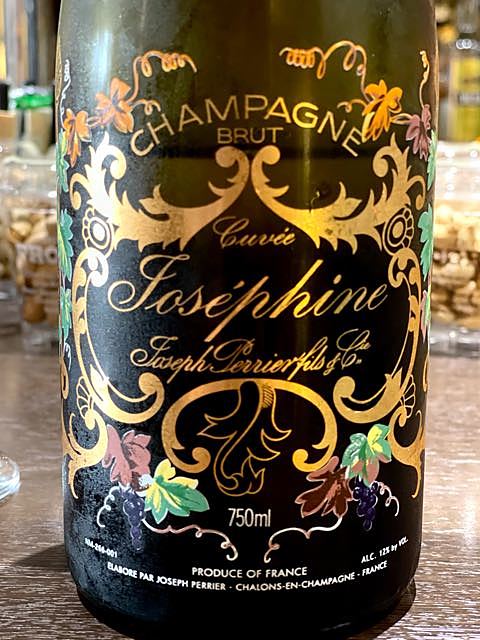 CHAMPAGNE
BRUT
Cuvée
Joséphine
Joseph Perrier fils & Cie
750ml
ALC. 12% by VOL.
PRODUCE OF FRANCE
ELABORE PAR JOSEPH PERRIER - CHALONS-EN-CHAMPAGNE - FRANCE